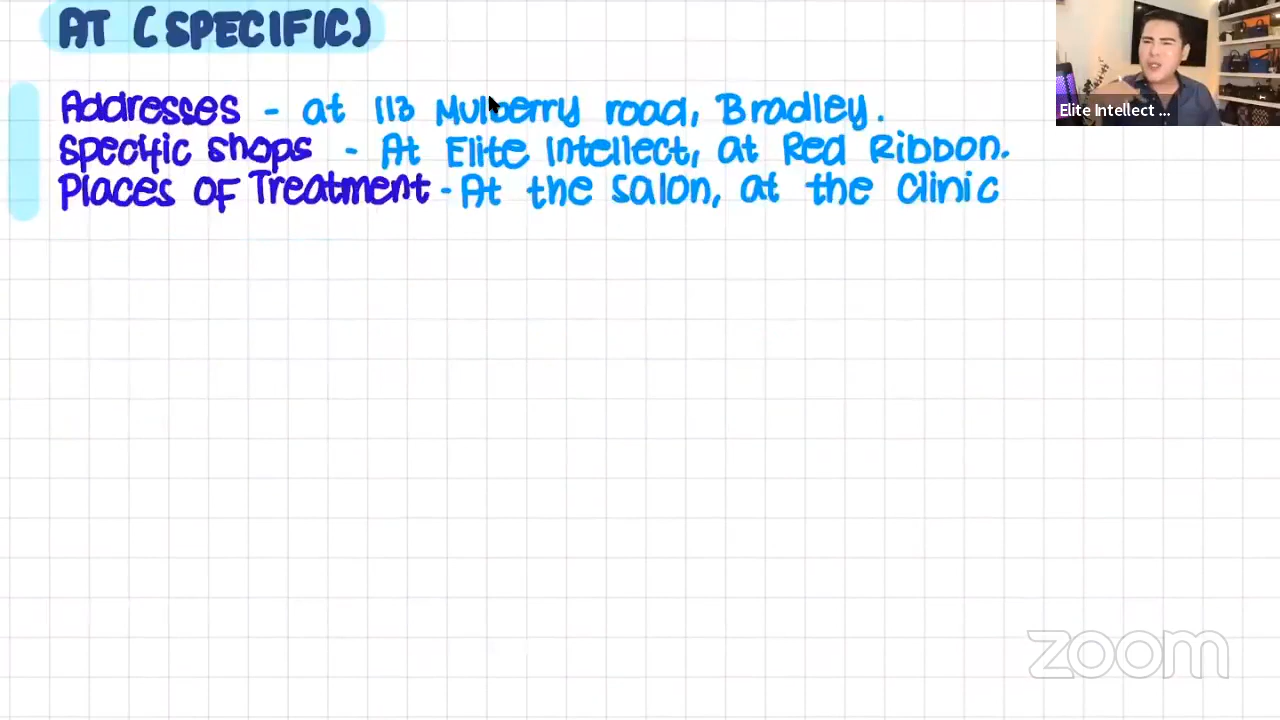 AT (SPECIFIC)
Addresses - at 113 Mulberry road, Bradley.
Specific shops - At Elite Intellect, at Red Ribbon.
Places of Treatment - At the salon, at the clinic
Elite Intellect ...
zoom